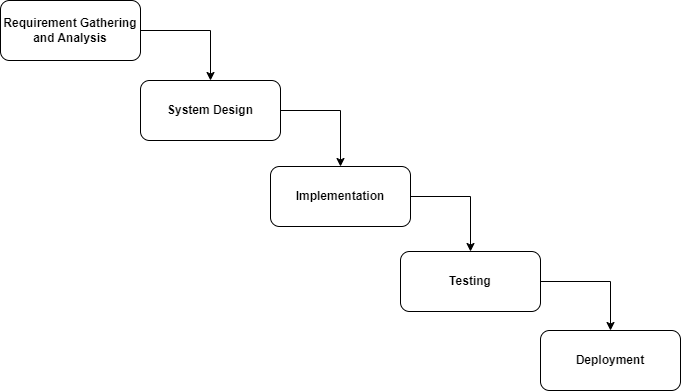 Requirement Gathering
and Analysis
System Design
Implementation
Testing
Deployment